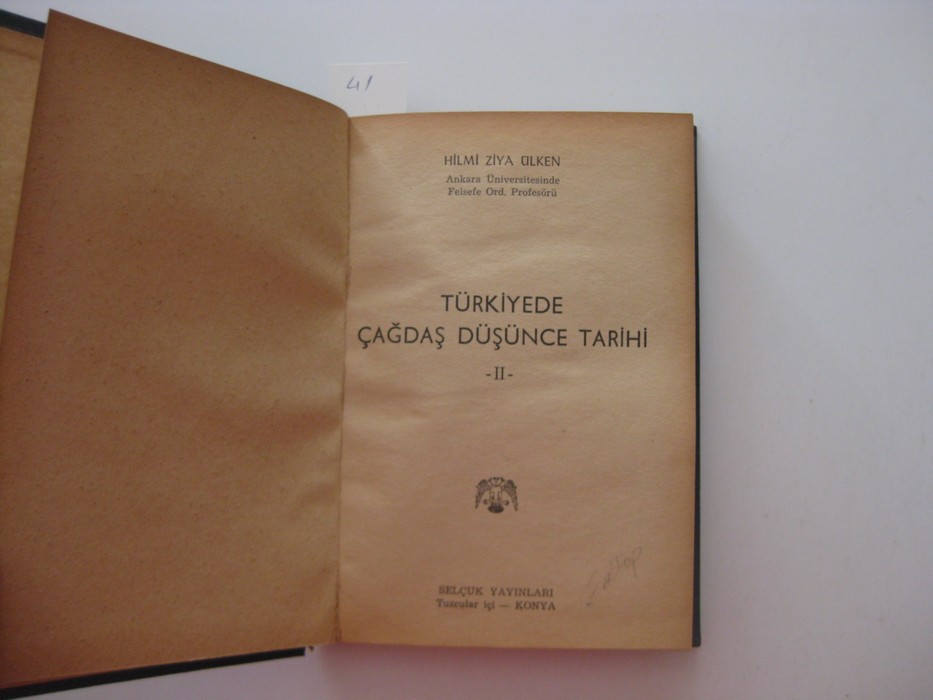 41
HİLMİ ZİYA ÜLKEN
Ankara Üniversitesinde
Felsefe Ord. Profesörü
TÜRKİYEDE
ÇAĞDAŞ DÜŞÜNCE TARİHİ
-II-
SELÇUK YAYINLARI
Tuzcular içi — KONYA